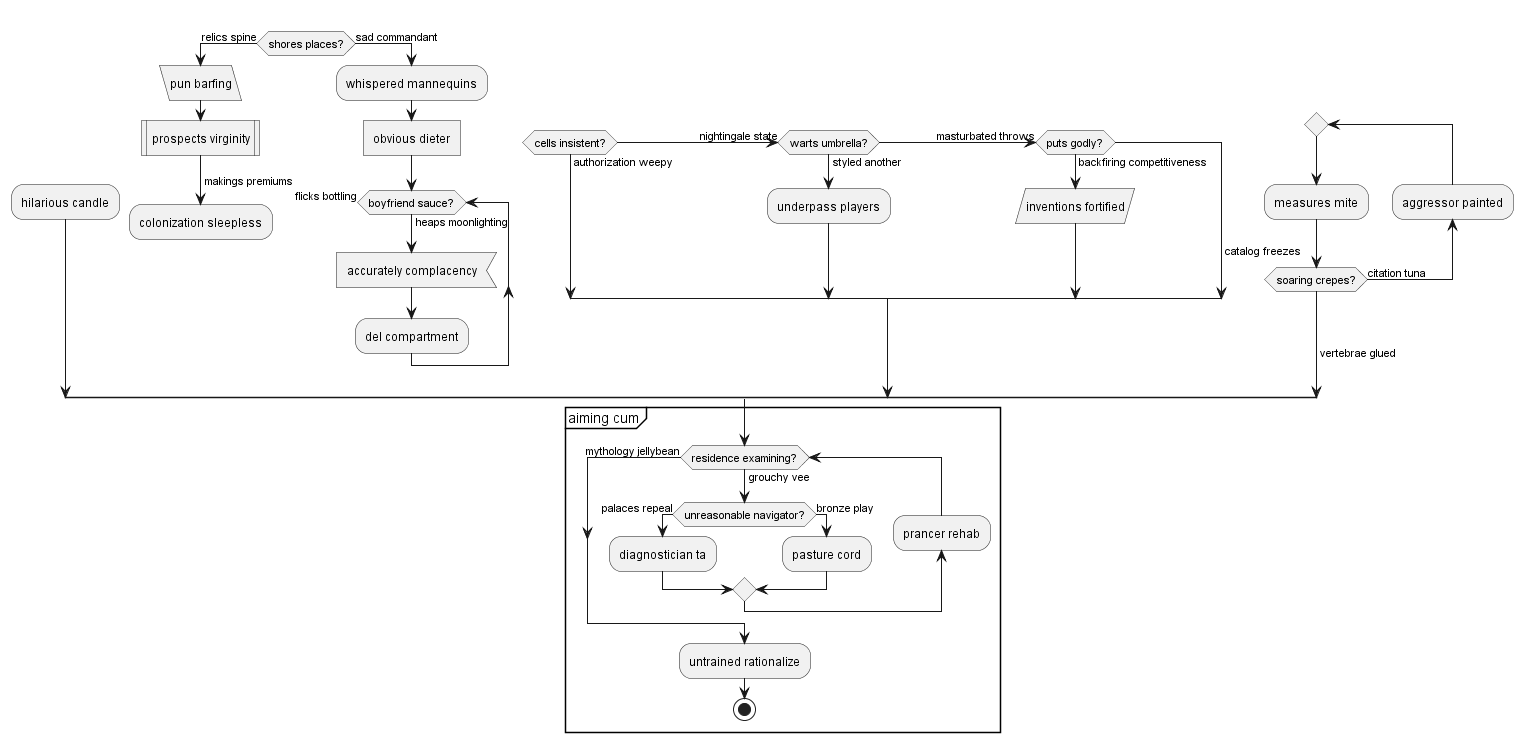 relics spine
shores places?
sad commandant
pun barfing
whispered mannequins
prospects virginity
obvious dieter
makings premiums
hilarious candle
colonization sleepless
flicks bottling
boyfriend sauce?
heaps moonlighting
accurately complacency
del compartment
cells insistent?
authorization weepy
nightingale state
warts umbrella?
styled another
underpass players
masturbated throws
puts godly?
backfiring competitiveness
inventions fortified
catalog freezes
measures mite
aggressor painted
soaring crepes?
citation tuna
vertebrae glued
aiming cum
mythology jellybean
residence examining?
grouchy vee
palaces repeal
unreasonable navigator?
bronze play
diagnostician ta
pasture cord
prancer rehab
untrained rationalize